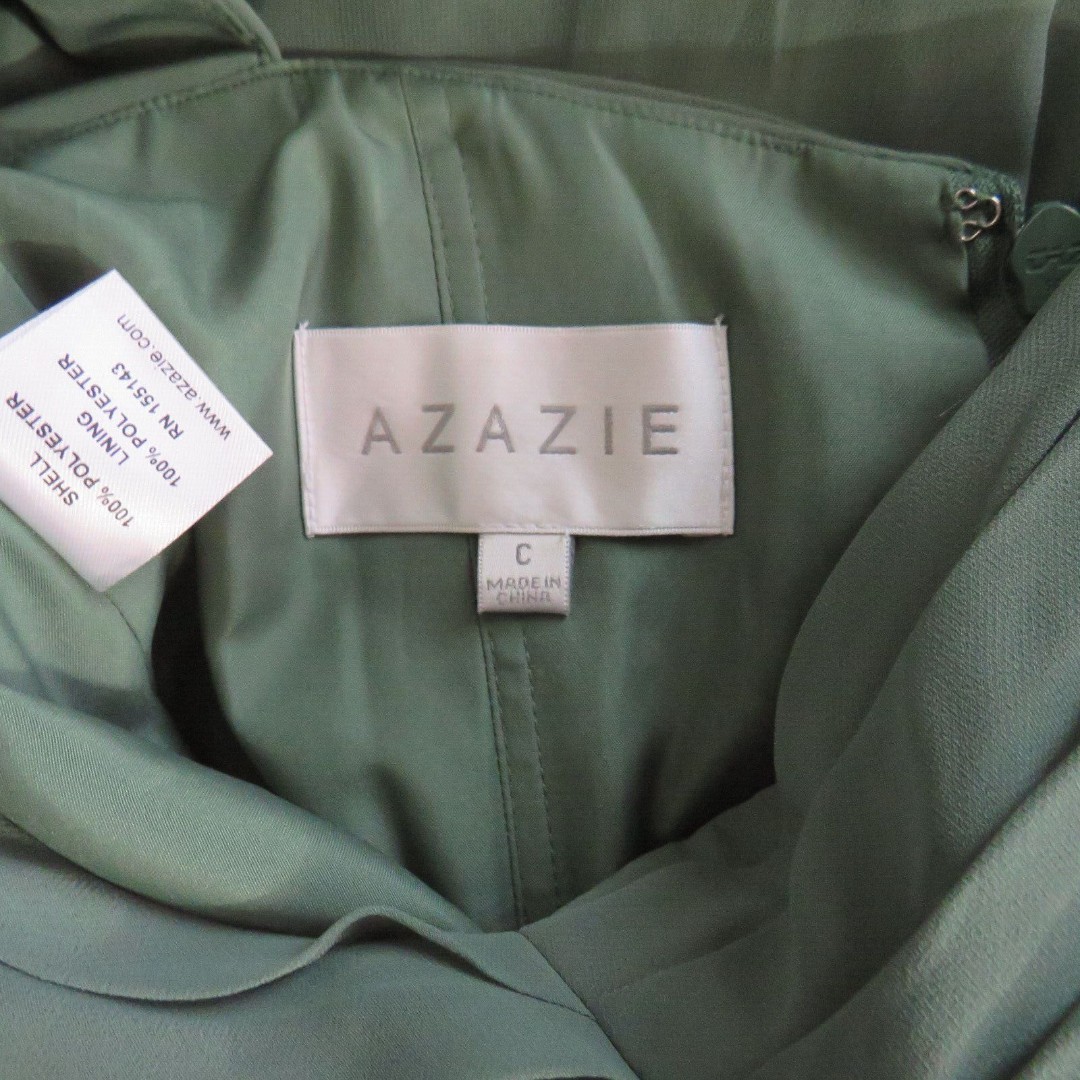 AZAZIE
C
MADE IN
CHINA
SHELL
100% POLYESTER
LINING
100% POLYESTER
RN 155143
www.azazie.com